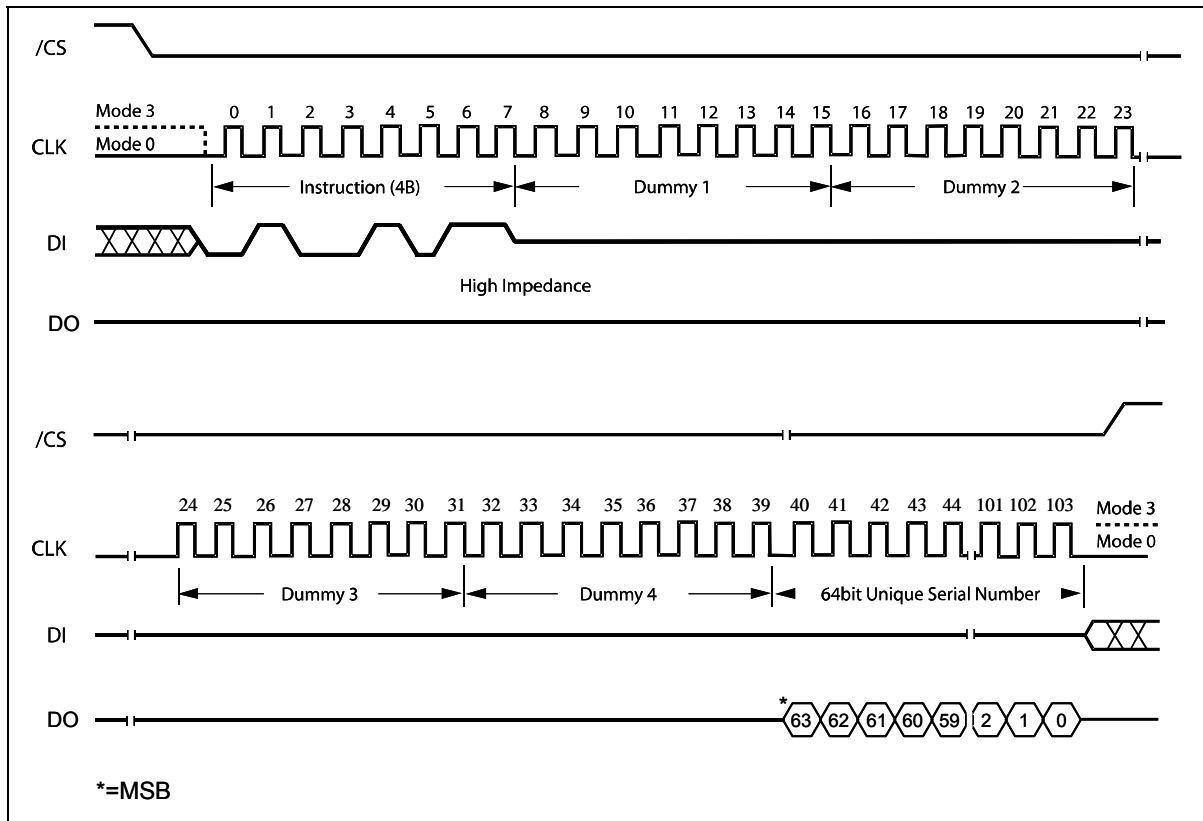 /CS
Mode 3
0 1 2 3 4 5 6 7 8 9 10 11 12 13 14 15 16 17 18 19 20 21 22 23
CLK
Mode 0
Instruction (4B)
Dummy 1
Dummy 2
DI
High Impedance
DO
/CS
24 25 26 27 28 29 30 31 32 33 34 35 36 37 38 39 40 41 42 43 44 101 102 103
Mode 3
CLK
Mode 0
Dummy 3
Dummy 4
64bit Unique Serial Number
DI
*
DO
63 62 61 60 59 2 1 0
*=MSB